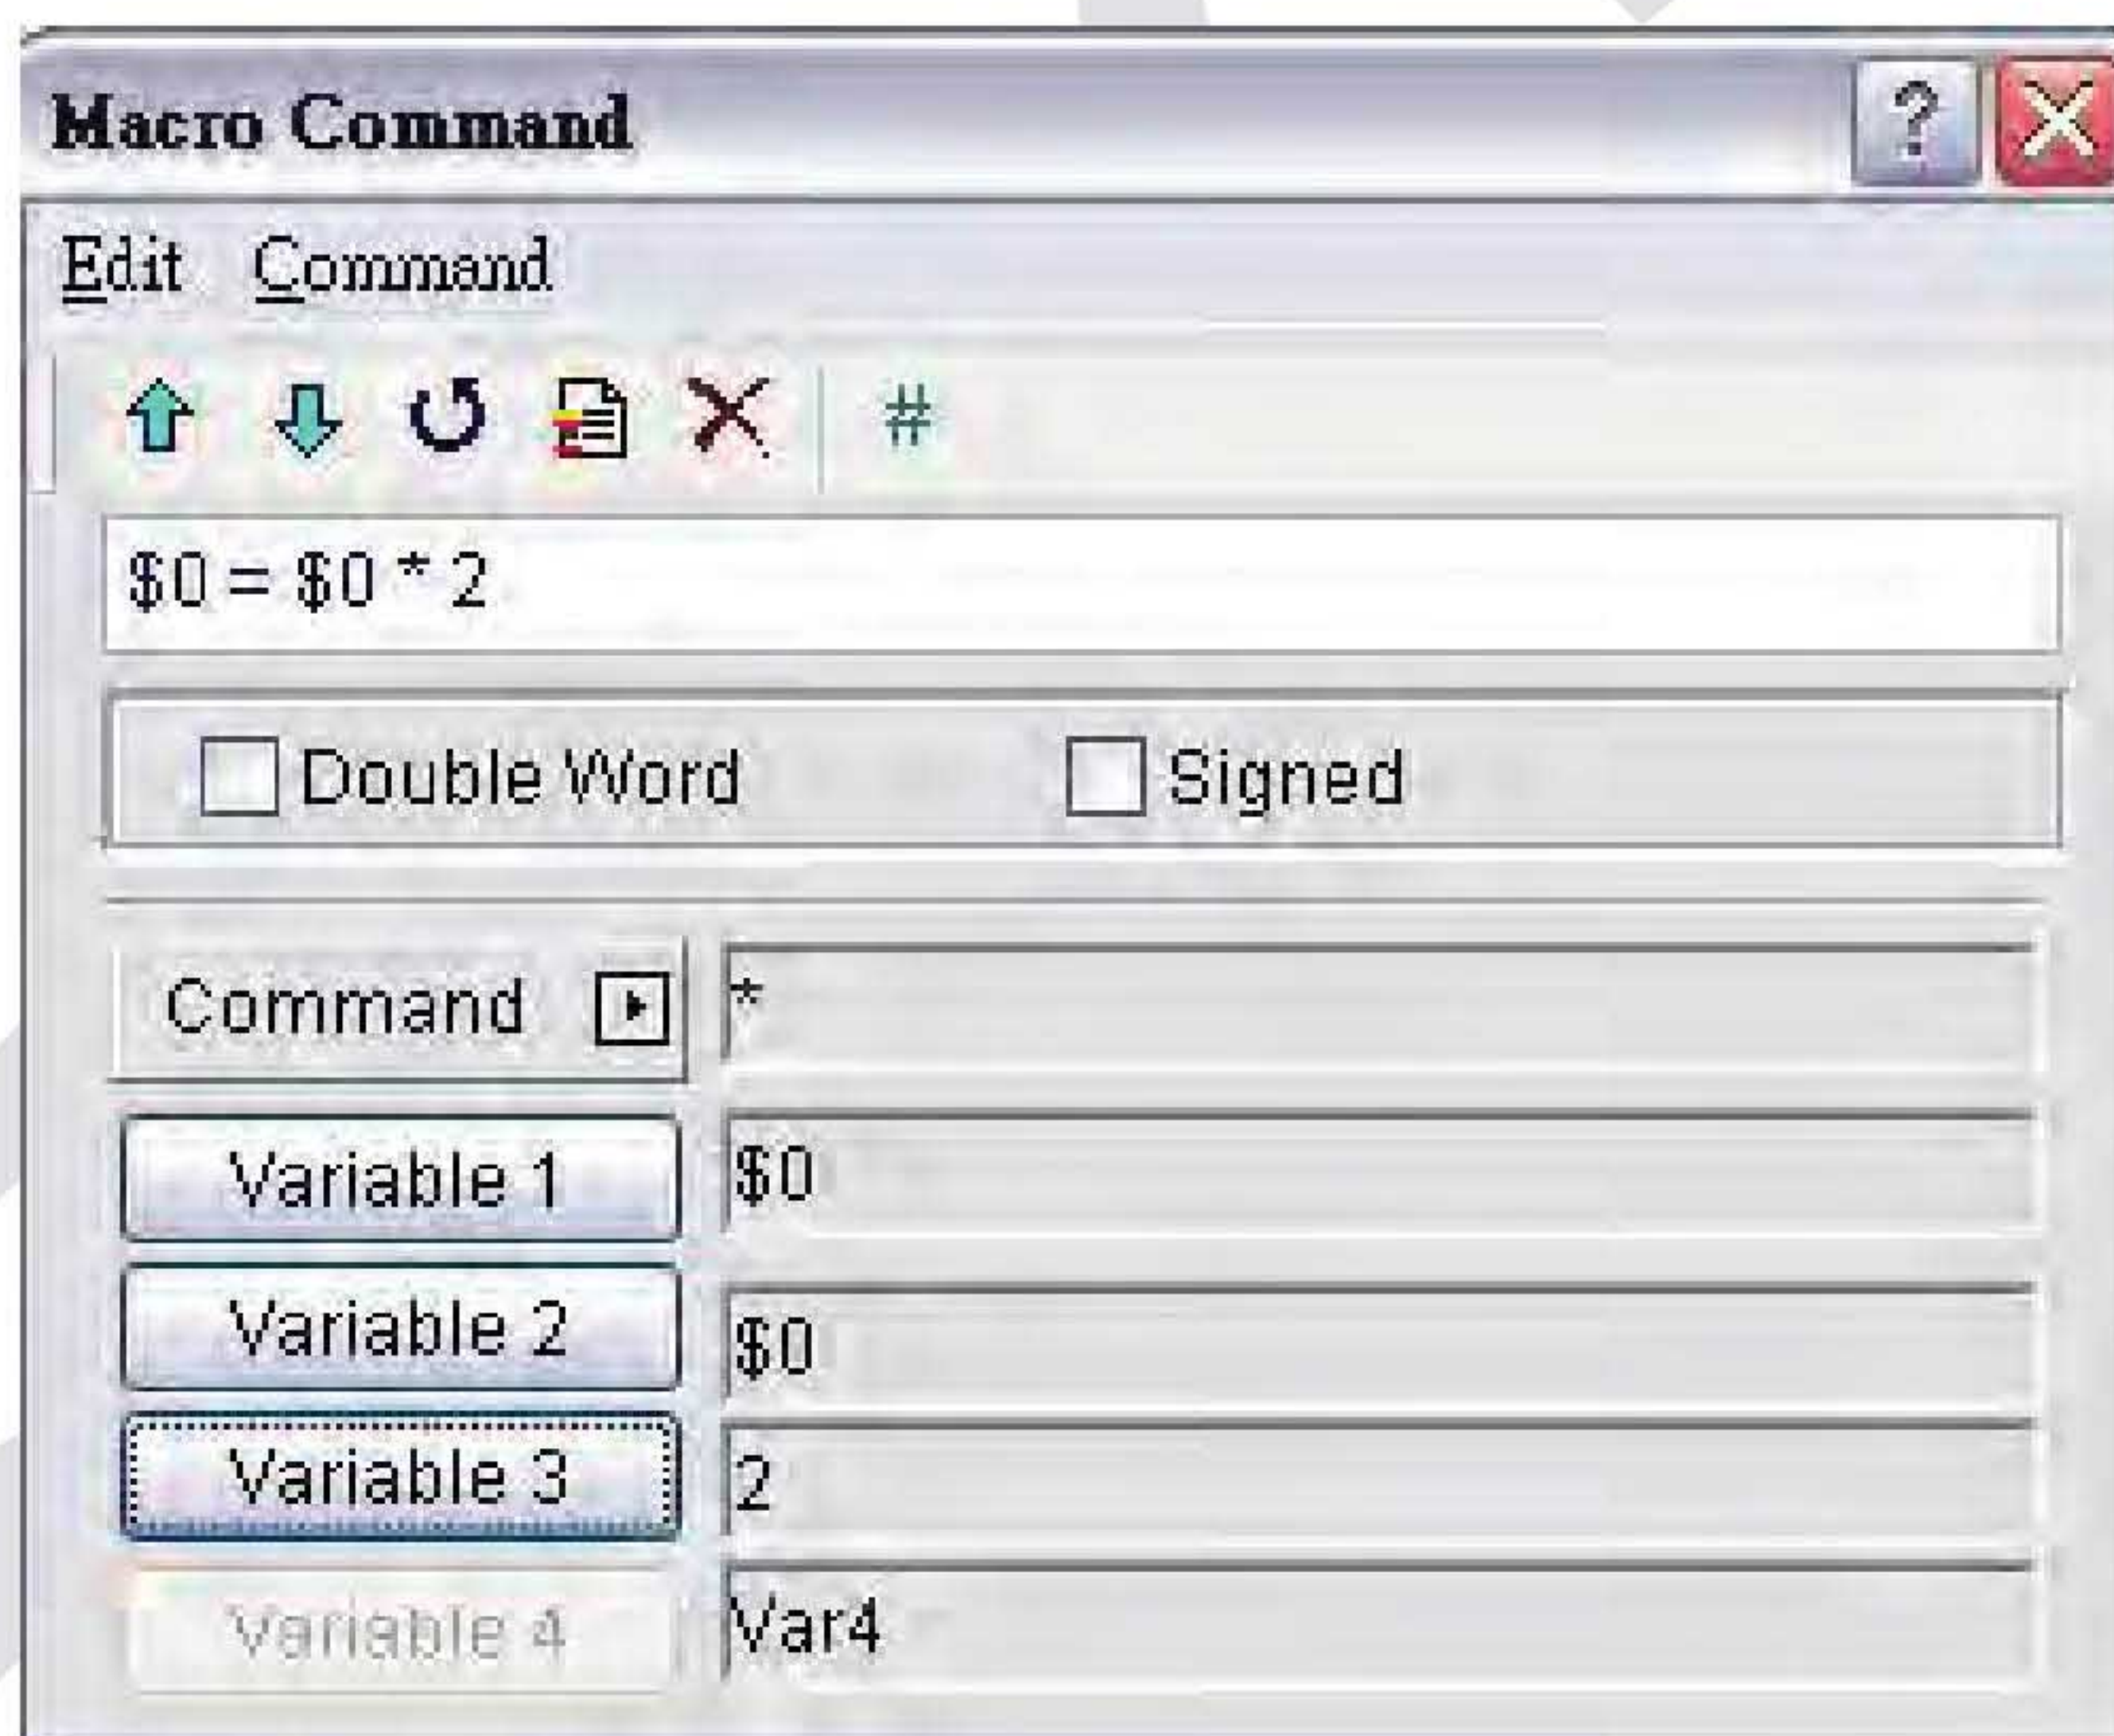 Macro Command
?
Edit Command
#
$0 = $0 * 2
Double Word Signed
Command *
Variable 1 $0
Variable 2 $0
Variable 3 2
Variable 4 Var4